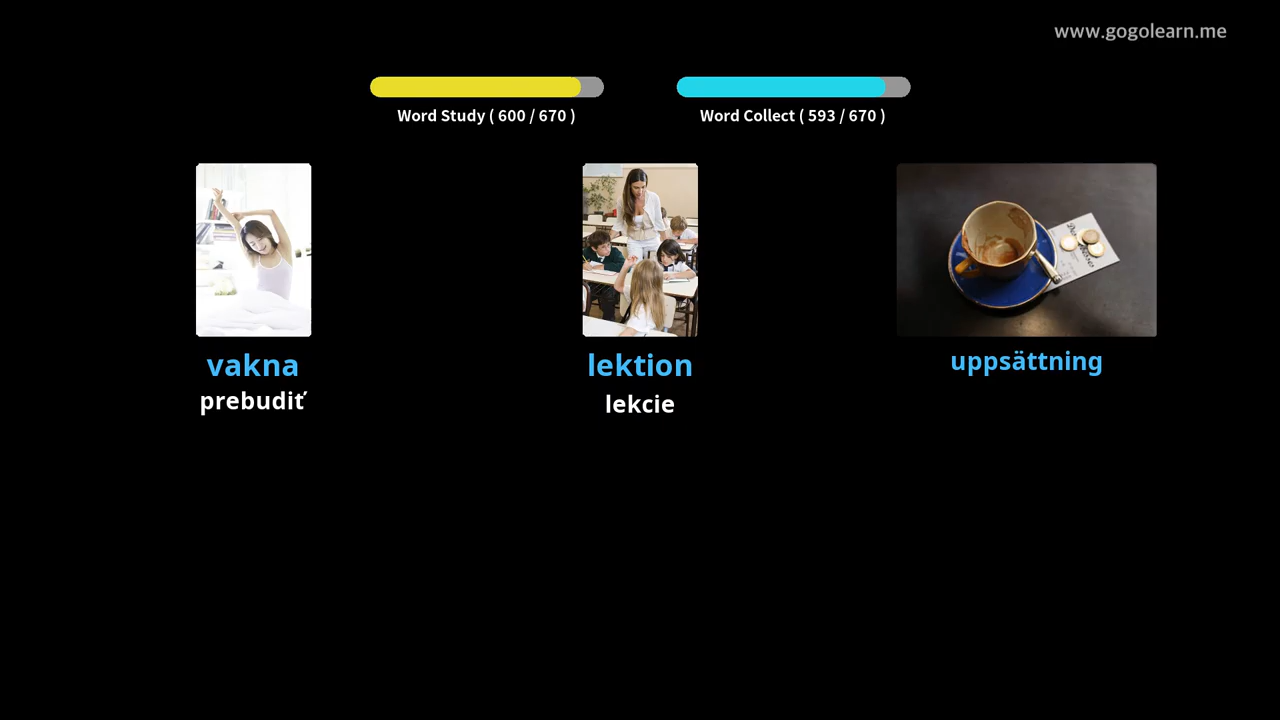 www.gogolearn.me
Word Study ( 600 / 670 )
Word Collect ( 593 / 670 )
vakna
prebudiť
lektion
lekcie
uppsättning